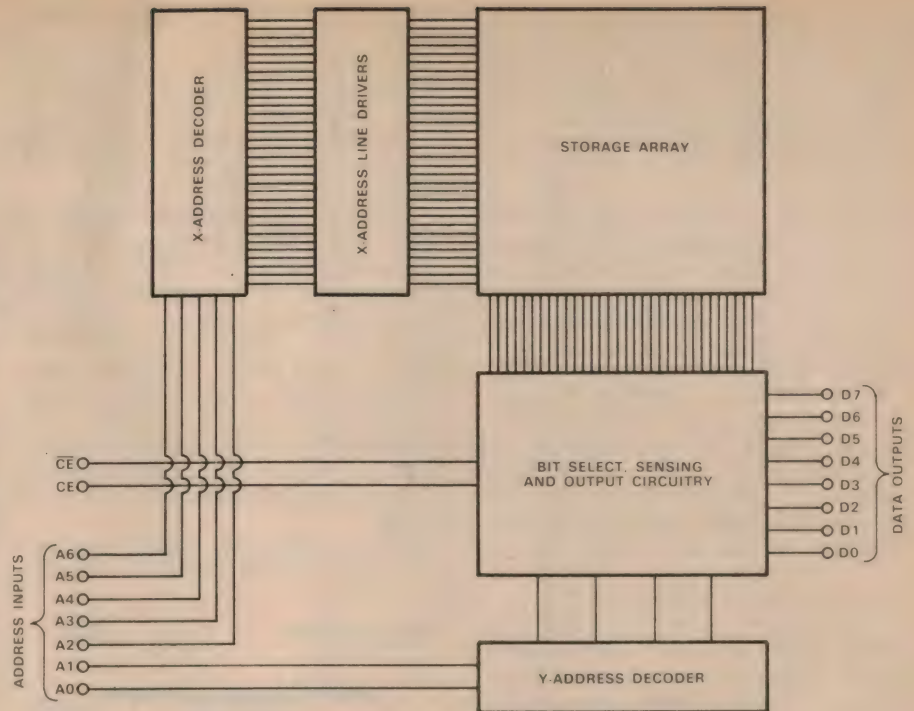 X-ADDRESS DECODER
X-ADDRESS LINE DRIVERS
STORAGE ARRAY
C̅E̅
CE
BIT SELECT, SENSING
AND OUTPUT CIRCUITRY
D7
D6
D5
D4
D3
D2
D1
D0
DATA OUTPUTS
ADDRESS INPUTS
A6
A5
A4
A3
A2
A1
A0
Y-ADDRESS DECODER